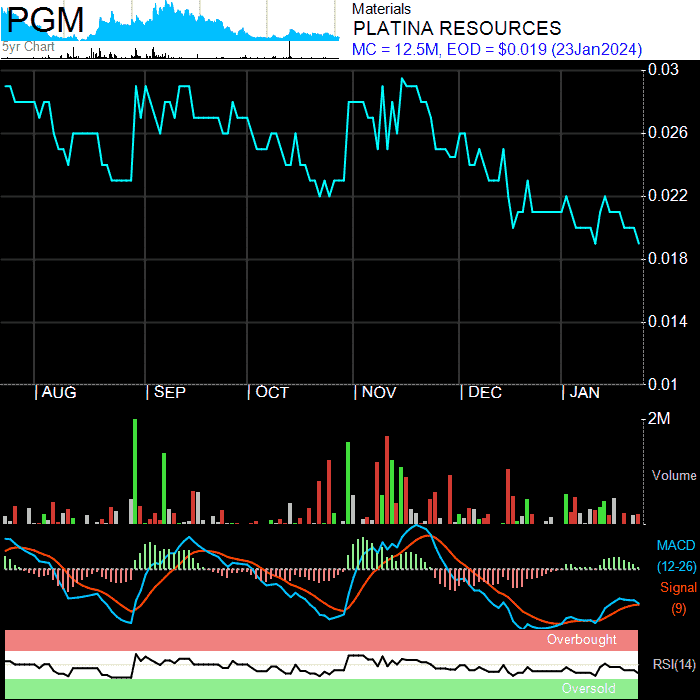 PGM
5yr Chart
Materials
PLATINA RESOURCES
MC = 12.5M, EOD = $0.019 (23Jan2024)
0.03
0.026
0.022
0.018
0.014
0.01
| AUG | SEP | OCT | NOV | DEC | JAN
2M
Volume
MACD
(12-26)
Signal
(9)
Overbought
RSI(14)
Oversold